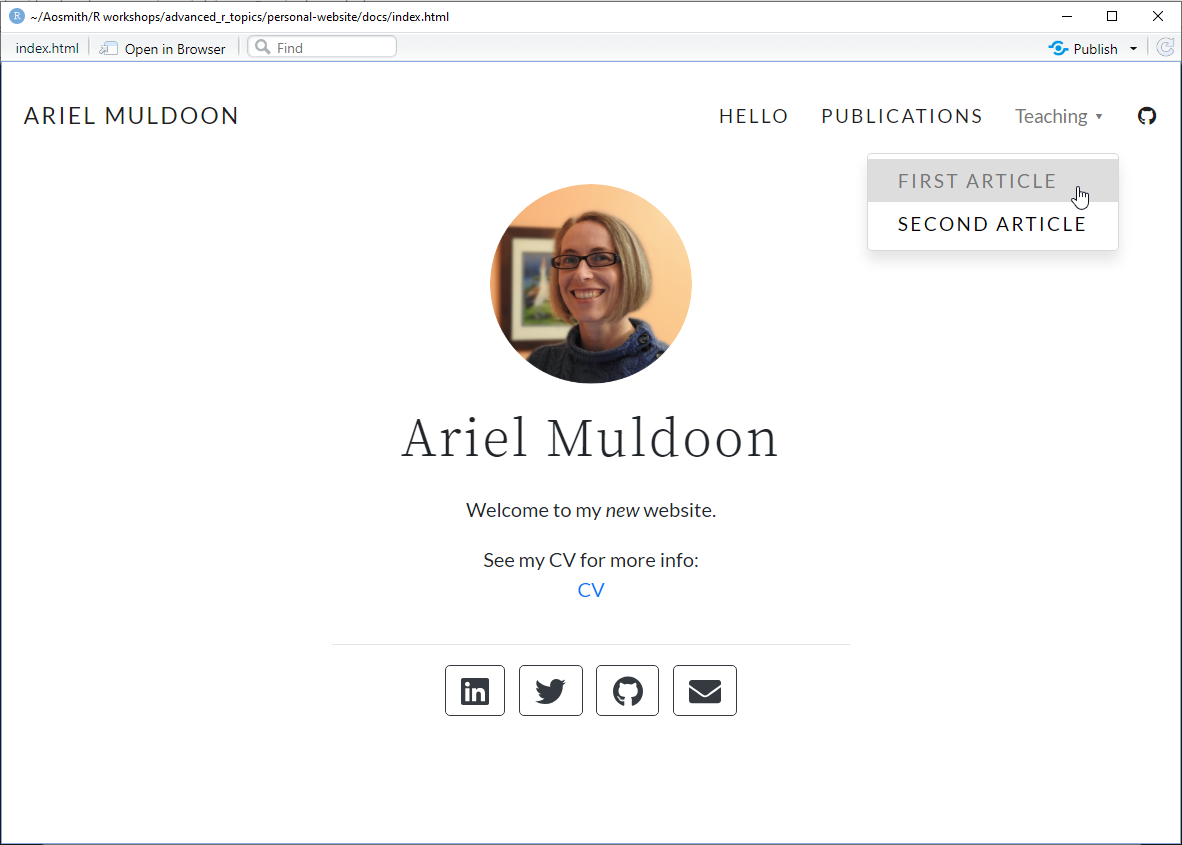 ~/Aosmith/R workshops/advanced_r_topics/personal-website/docs/index.html
index.html Open in Browser Find Publish
ARIEL MULDOON HELLO PUBLICATIONS Teaching
FIRST ARTICLE
SECOND ARTICLE
Ariel Muldoon
Welcome to my new website.
See my CV for more info:
CV